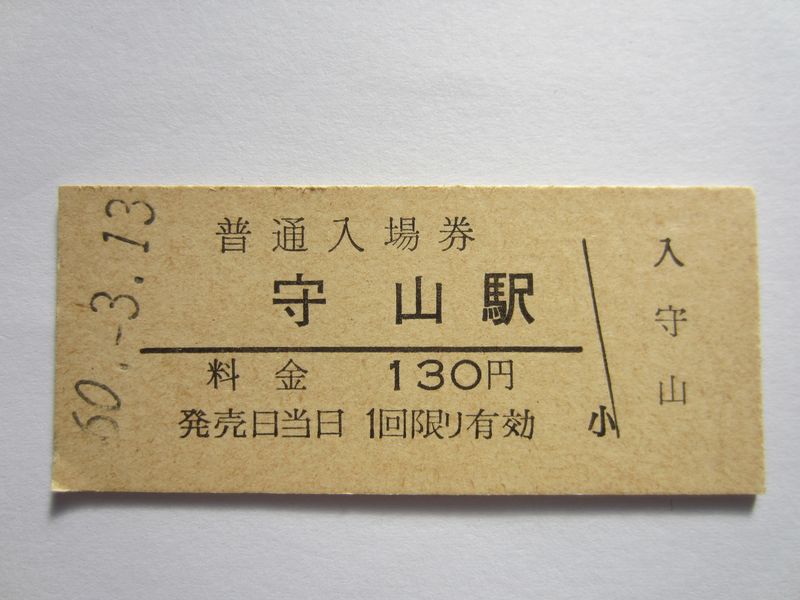 60.-3.13
普通入場券
守山駅
料金 130円
発売日当日 1回限り有効
小
入
守
山